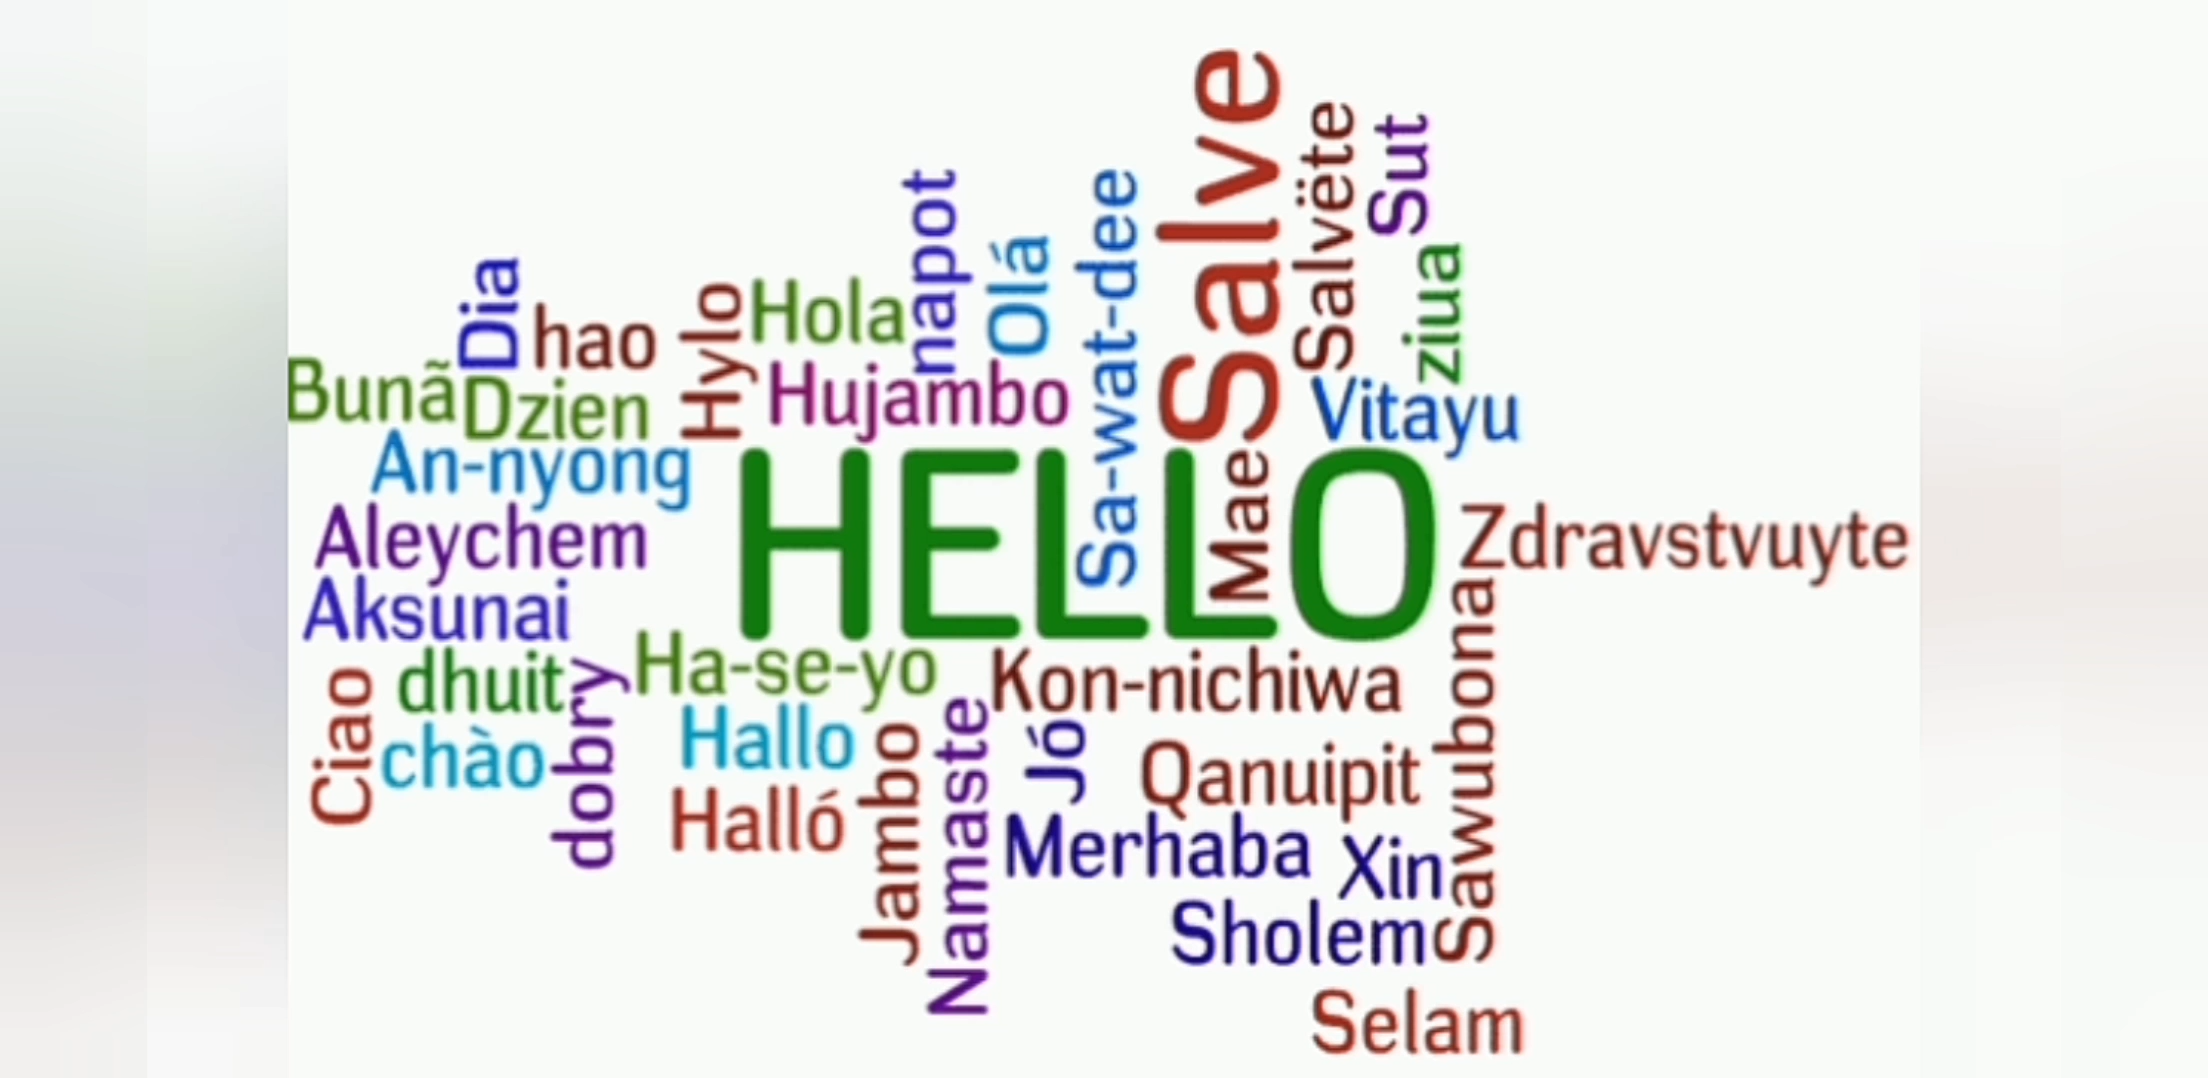 Salve
Salvëte
Sut
napot
Olá
Sa-wat-dee
ziua
Dia
hao
Hylo
Hola
Bunã
Dzien
Hujambo
Vitayu
An-nyong
HELLO
Mae
Aleychem
Zdravstvuyte
Aksunai
Sawubona
Ciao
dhuit
dobry
Ha-se-yo
Kon-nichiwa
chào
Hallo
Jambo
Namaste
Jó
Qanuipit
Halló
Merhaba
Xin
Sholem
Selam